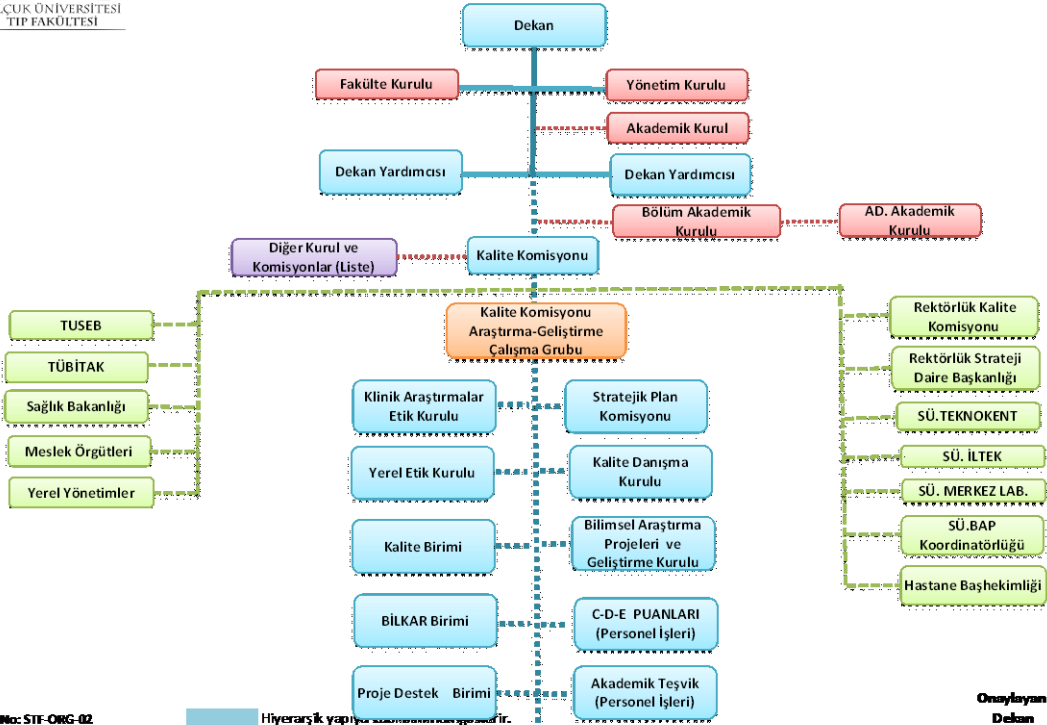 ÇUK ÜNİVERSİTESİ
TIP FAKÜLTESİ
Dekan
Fakülte Kurulu
Yönetim Kurulu
Akademik Kurul
Dekan Yardımcısı
Dekan Yardımcısı
Bölüm Akademik
Kurulu
AD. Akademik
Kurulu
Diğer Kurul ve
Komisyonlar (Liste)
Kalite Komisyonu
Kalite Komisyonu
Araştırma-Geliştirme
Çalışma Grubu
TUSEB
TÜBİTAK
Sağlık Bakanlığı
Meslek Örgütleri
Yerel Yönetimler
Rektörlük Kalite
Komisyonu
Rektörlük Strateji
Daire Başkanlığı
SÜ.TEKNOKENT
SÜ. İLTEK
SÜ. MERKEZ LAB.
SÜ.BAP
Koordinatörlüğü
Hastane Başhekimliği
Klinik Araştırmalar
Etik Kurulu
Stratejik Plan
Komisyonu
Yerel Etik Kurulu
Kalite Danışma
Kurulu
Kalite Birimi
Bilimsel Araştırma
Projeleri ve
Geliştirme Kurulu
BİLKAR Birimi
C-D-E PUANLARI
(Personel İşleri)
Proje Destek Birimi
Akademik Teşvik
(Personel İşleri)
No: STF-ORG-02
Hiyerarşik
Onaylayan
Dekan